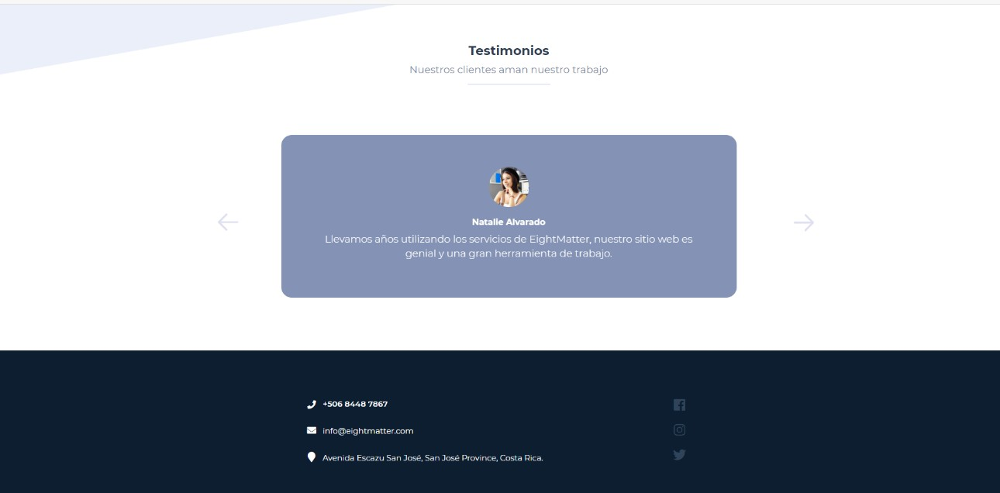 Testimonios
Nuestros clientes aman nuestro trabajo
Natalie Alvarado
Llevamos años utilizando los servicios de EightMatter, nuestro sitio web es
genial y una gran herramienta de trabajo.
+506 8448 7867
info@eightmatter.com
Avenida Escazu San José, San José Province, Costa Rica.